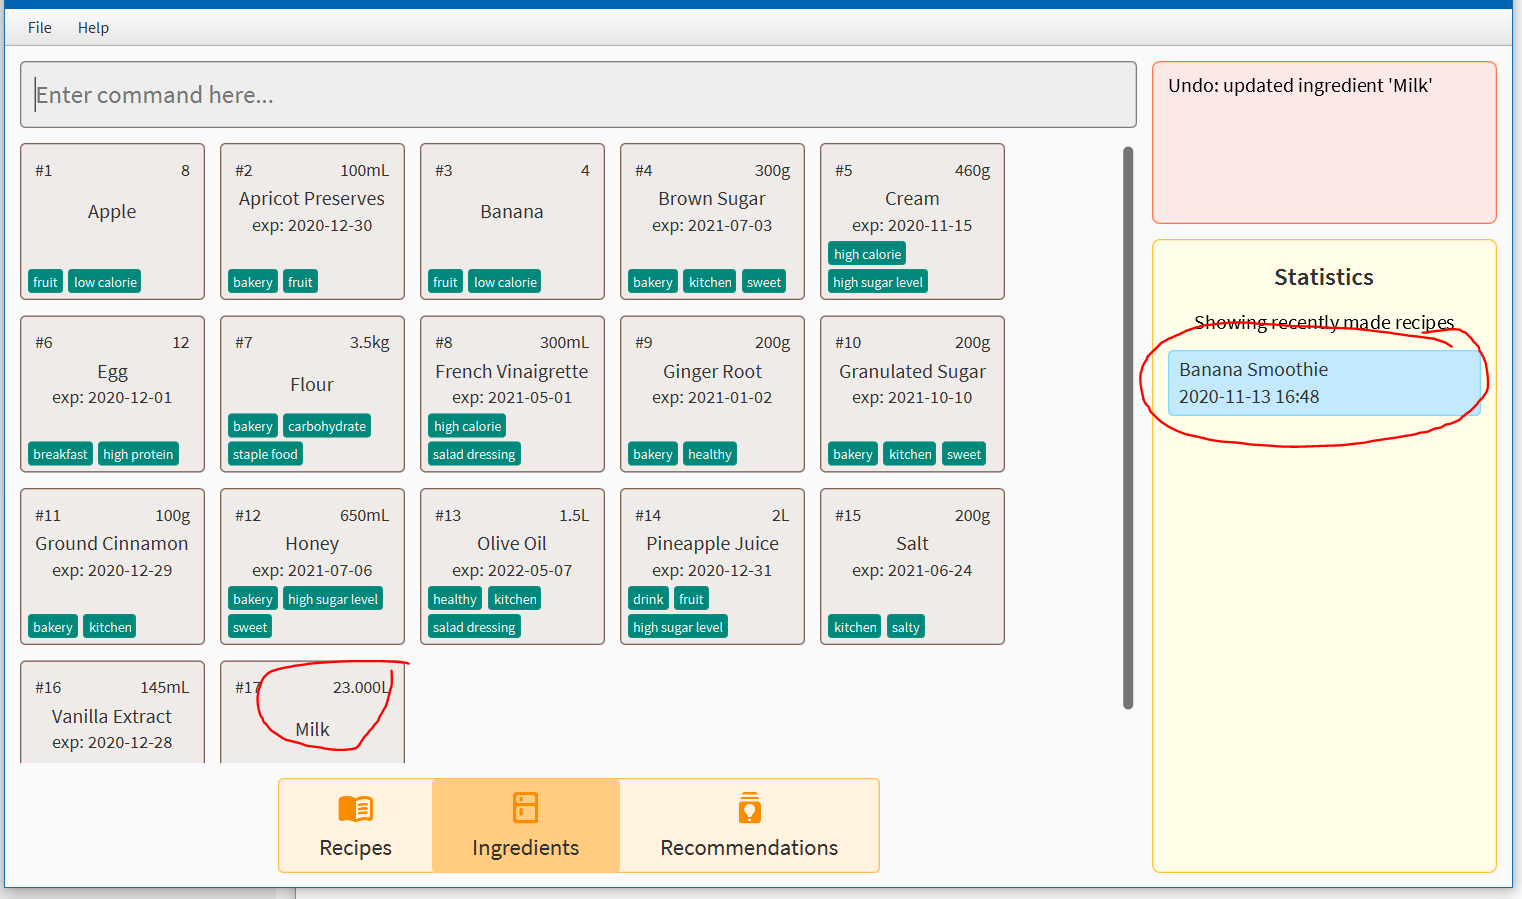 File Help
Enter command here...
Undo: updated ingredient 'Milk'
#1 8
Apple
fruit low calorie
#2 100mL
Apricot Preserves
exp: 2020-12-30
bakery fruit
#3 4
Banana
fruit low calorie
#4 300g
Brown Sugar
exp: 2021-07-03
bakery kitchen sweet
#5 460g
Cream
exp: 2020-11-15
high calorie
high sugar level
#6 12
Egg
exp: 2020-12-01
breakfast high protein
#7 3.5kg
Flour
bakery carbohydrate
staple food
#8 300mL
French Vinaigrette
exp: 2021-05-01
high calorie
salad dressing
#9 200g
Ginger Root
exp: 2021-01-02
bakery healthy
#10 200g
Granulated Sugar
exp: 2021-10-10
bakery kitchen sweet
#11 100g
Ground Cinnamon
exp: 2020-12-29
bakery kitchen
#12 650mL
Honey
exp: 2021-07-06
bakery high sugar level
sweet
#13 1.5L
Olive Oil
exp: 2022-05-07
healthy kitchen
salad dressing
#14 2L
Pineapple Juice
exp: 2020-12-31
drink fruit
high sugar level
#15 200g
Salt
exp: 2021-06-24
kitchen salty
#16 145mL
Vanilla Extract
exp: 2020-12-28
#17 23.000L
Milk
Statistics
Showing recently made recipes
Banana Smoothie
2020-11-13 16:48
Recipes Ingredients Recommendations